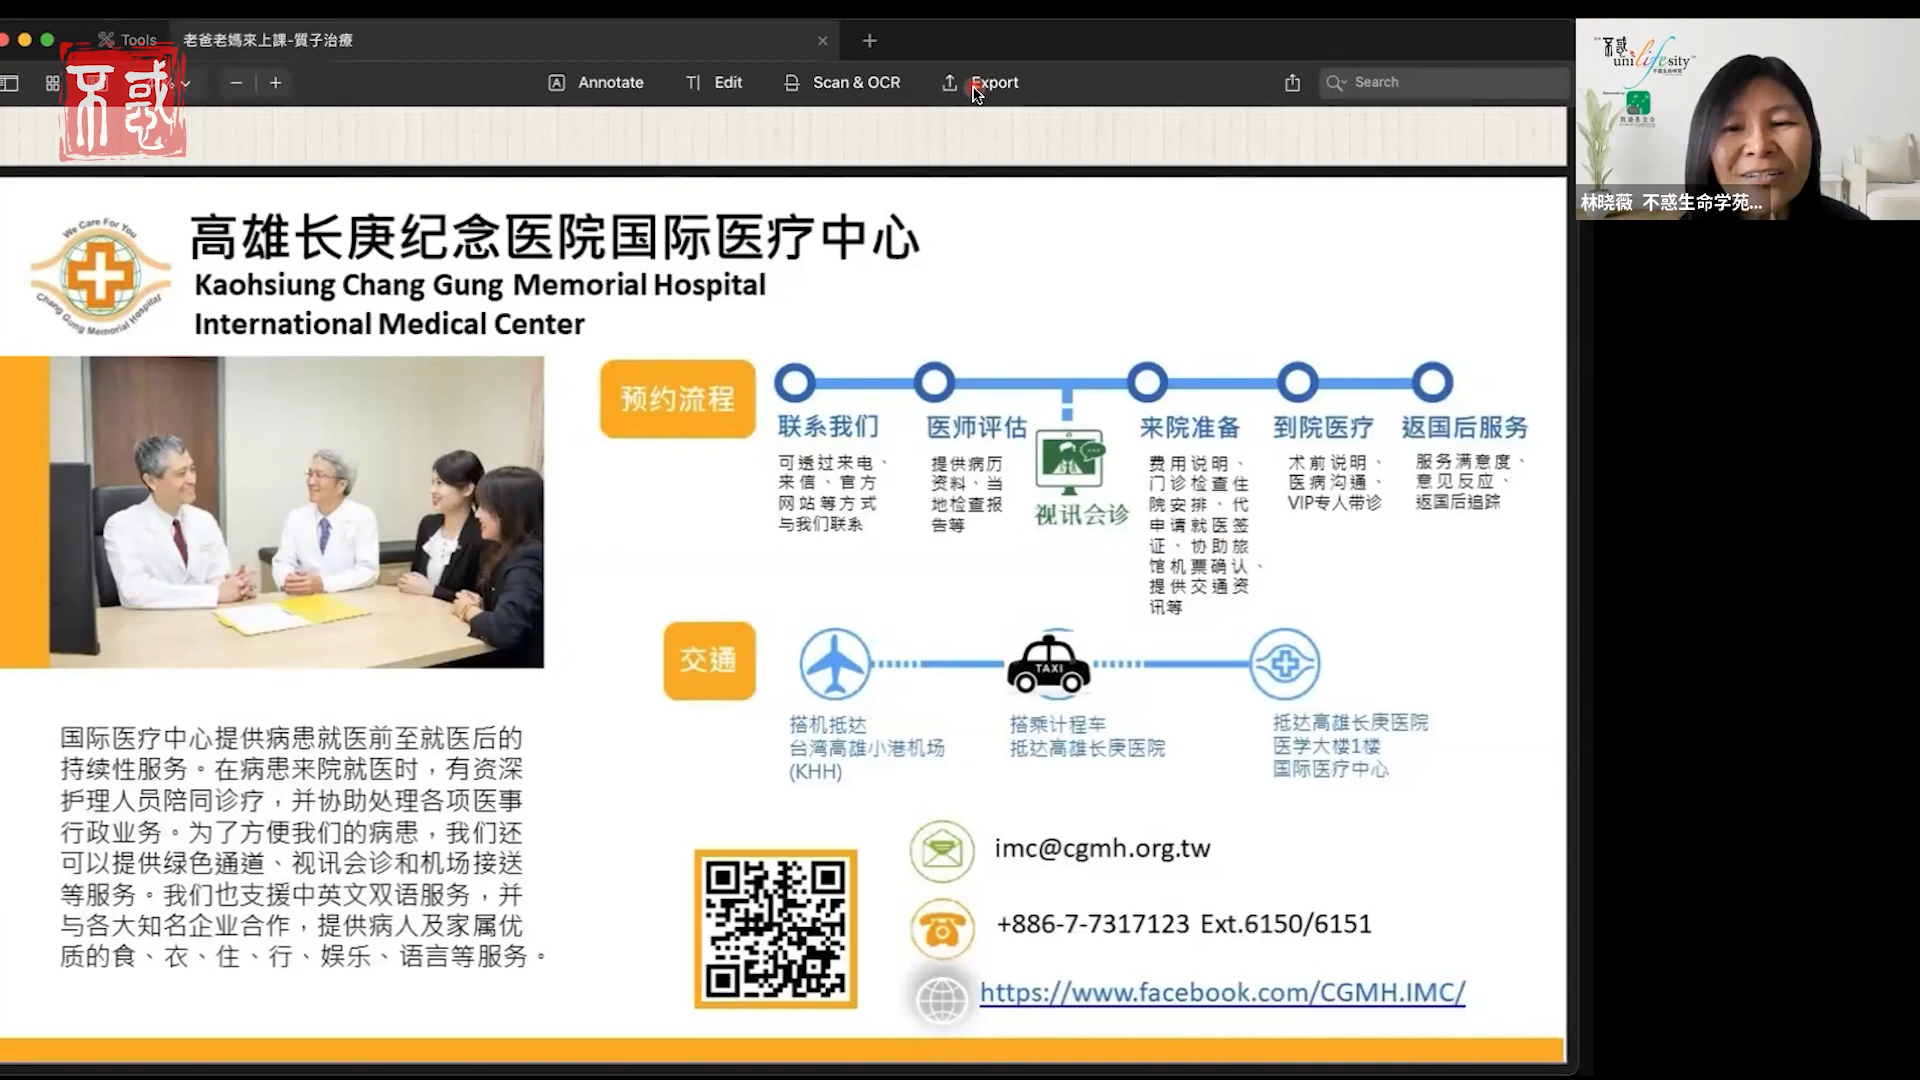 Tools
老爸老媽來上課-質子治療
Annotate
Edit
Scan & OCR
Export
Search
不惑
不惑
unilifesity
不惑生命学苑
林晓薇 不惑生命学苑...
We Care For You
Chang Gung Memorial Hospital
高雄长庚纪念医院国际医疗中心
Kaohsiung Chang Gung Memorial Hospital
International Medical Center
预约流程
联系我们
可透过来电、
来信、官方
网站等方式
与我们联系
医师评估
提供病历
资料、当
地检查报
告等
视讯会诊
来院准备
费用说明、
门诊检查住
院安排、代
申请就医签
证、协助旅
馆机票确认、
提供交通资
讯等
到院医疗
术前说明、
医病沟通、
VIP专人带诊
返国后服务
服务满意度、
意见反应、
返国后追踪
交通
搭机抵达
台湾高雄小港机场
(KHH)
TAXI
搭乘计程车
抵达高雄长庚医院
抵达高雄长庚医院
医学大楼1楼
国际医疗中心
国际医疗中心提供病患就医前至就医后的
持续性服务。在病患来院就医时，有资深
护理人员陪同诊疗，并协助处理各项医事
行政业务。为了方便我们的病患，我们还
可以提供绿色通道、视讯会诊和机场接送
等服务。我们也支援中英文双语服务，并
与各大知名企业合作，提供病人及家属优
质的食、衣、住、行、娱乐、语言等服务。
imc@cgmh.org.tw
+886-7-7317123 Ext.6150/6151
https://www.facebook.com/CGMH.IMC/